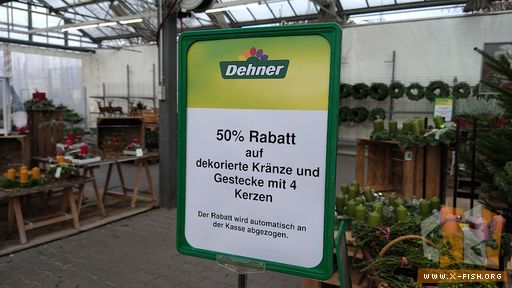 Dehner
50% Rabatt
auf
dekorierte Kränze und
Gestecke mit 4
Kerzen
Der Rabatt wird automatisch an
der Kasse abgezogen.
WWW.X-FISH.ORG